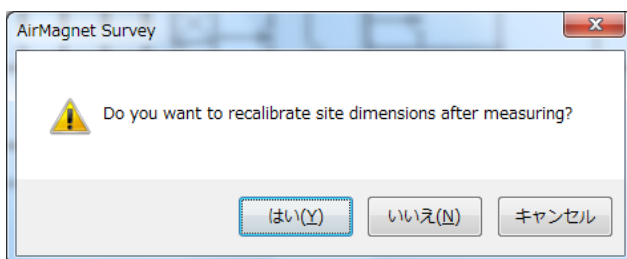 AirMagnet Survey
Do you want to recalibrate site dimensions after measuring?
はい(Y) いいえ(N) キャンセル